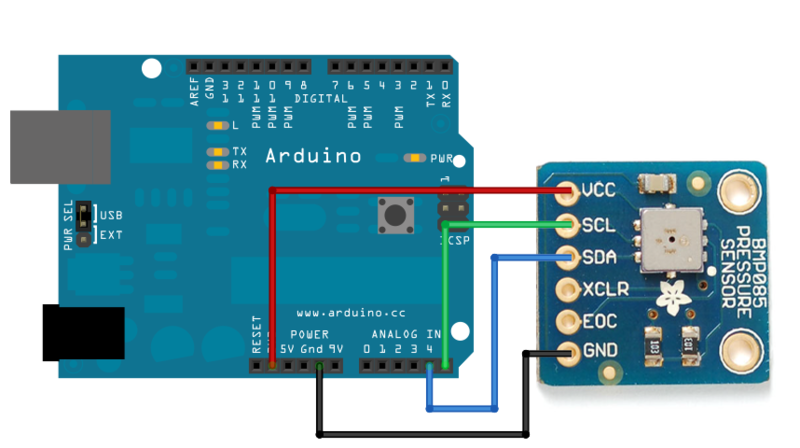 AREF
GND
13
12
11 PWM
10 PWM
9 PWM
8
7
6 PWM
5 PWM
4
3 PWM
2
1 TX
0 RX
DIGITAL
L
TX
RX
Arduino
PWR
1
ICSP
PWR SEL
USB
EXT
www.arduino.cc
RESET
POWER
5V Gnd 9V
ANALOG IN
0 1 2 3 4
VCC
SCL
SDA
XCLR
EOC
GND
BMP085
PRESSURE
SENSOR
103
103